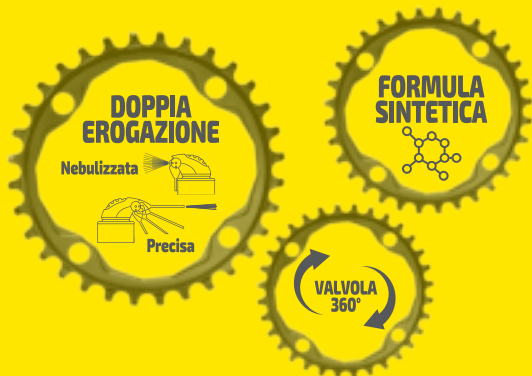 DOPPIA
EROGAZIONE
Nebulizzata
Precisa
FORMULA
SINTETICA
VALVOLA
360°